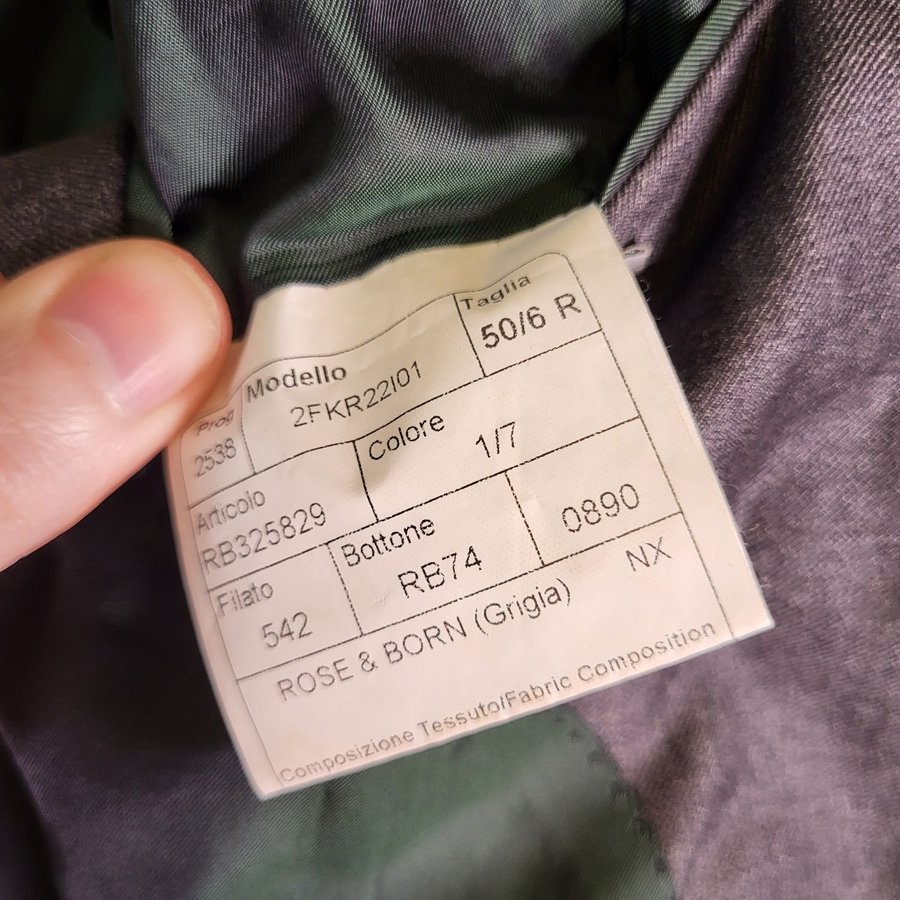 Prog
2538
Modello
2FKR22I01
Taglia
50/6 R
Articolo
RB325829
Colore
1/7
Filato
542
Bottone
RB74
0890
ROSE & BORN (Grigia)
NX
Composizione Tessuto/Fabric Composition